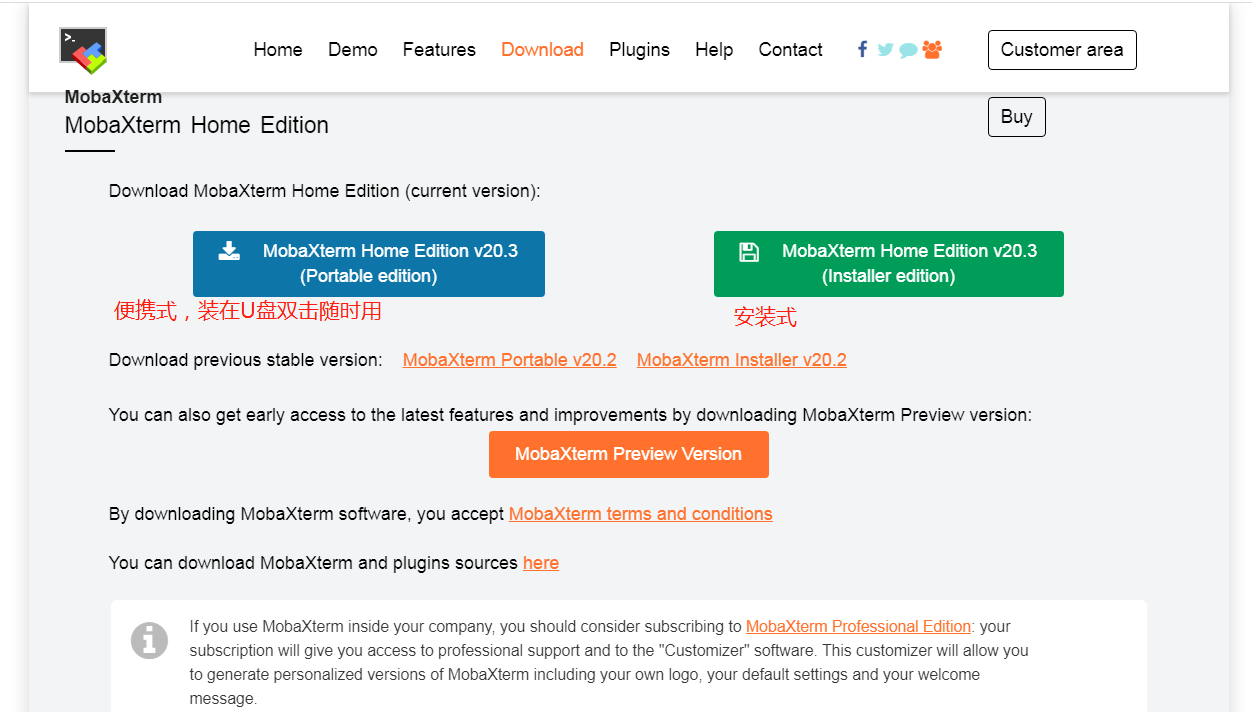 >_
Home Demo Features Download Plugins Help Contact Customer area
MobaXterm
MobaXterm Home Edition
Buy
Download MobaXterm Home Edition (current version):
MobaXterm Home Edition v20.3
(Portable edition)
MobaXterm Home Edition v20.3
(Installer edition)
便携式，装在U盘双击随时用
安装式
Download previous stable version: MobaXterm Portable v20.2 MobaXterm Installer v20.2
You can also get early access to the latest features and improvements by downloading MobaXterm Preview version:
MobaXterm Preview Version
By downloading MobaXterm software, you accept MobaXterm terms and conditions
You can download MobaXterm and plugins sources here
If you use MobaXterm inside your company, you should consider subscribing to MobaXterm Professional Edition: your
subscription will give you access to professional support and to the "Customizer" software. This customizer will allow you
to generate personalized versions of MobaXterm including your own logo, your default settings and your welcome
message.